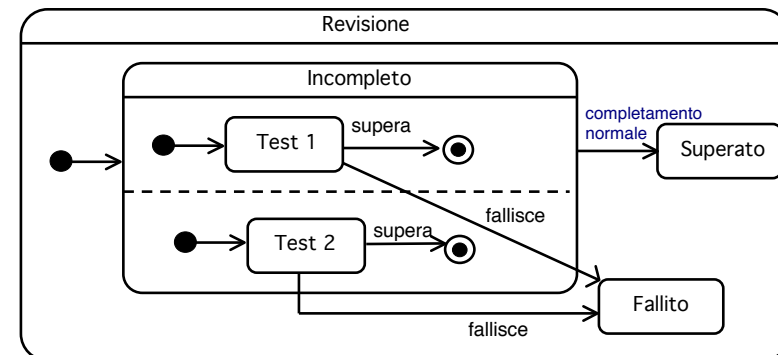 Revisione
Incompleto
Test 1
supera
completamento
normale
Superato
fallisce
Test 2
supera
Fallito
fallisce